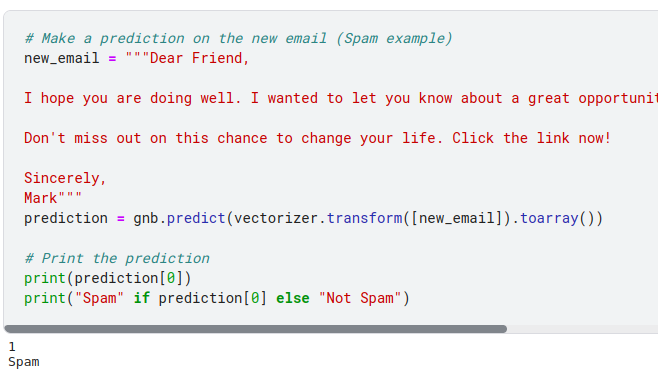 # Make a prediction on the new email (Spam example)
new_email = """Dear Friend,
I hope you are doing well. I wanted to let you know about a great
Don't miss out on this chance to change your life. Click the link now!
Sincerely,
Mark"""
prediction = gnb.predict(vectorizer.transform([new_email]).toarray())
# Print the prediction
print(prediction[0])
print("Spam" if prediction[0] else "Not Spam")
1
Spam